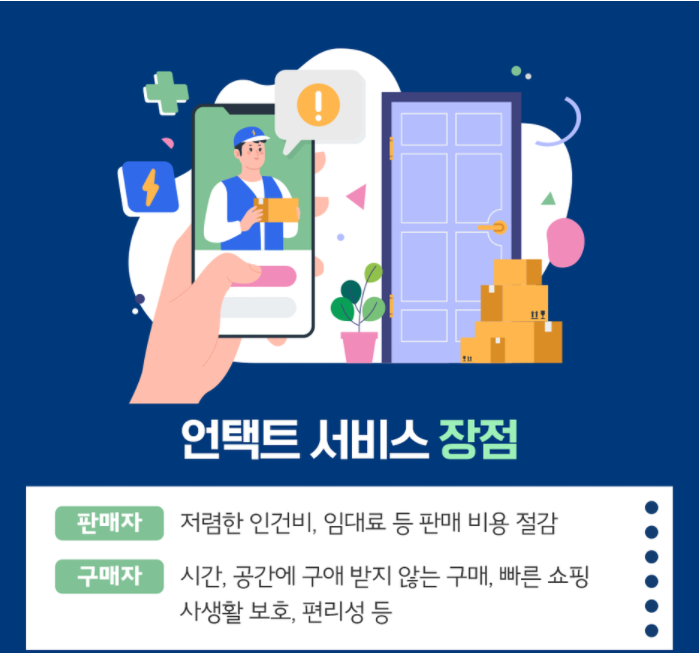 언택트 서비스 장점
판매자 저렴한 인건비, 임대료 등 판매 비용 절감
구매자 시간, 공간에 구애 받지 않는 구매, 빠른 쇼핑
사생활 보호, 편리성 등